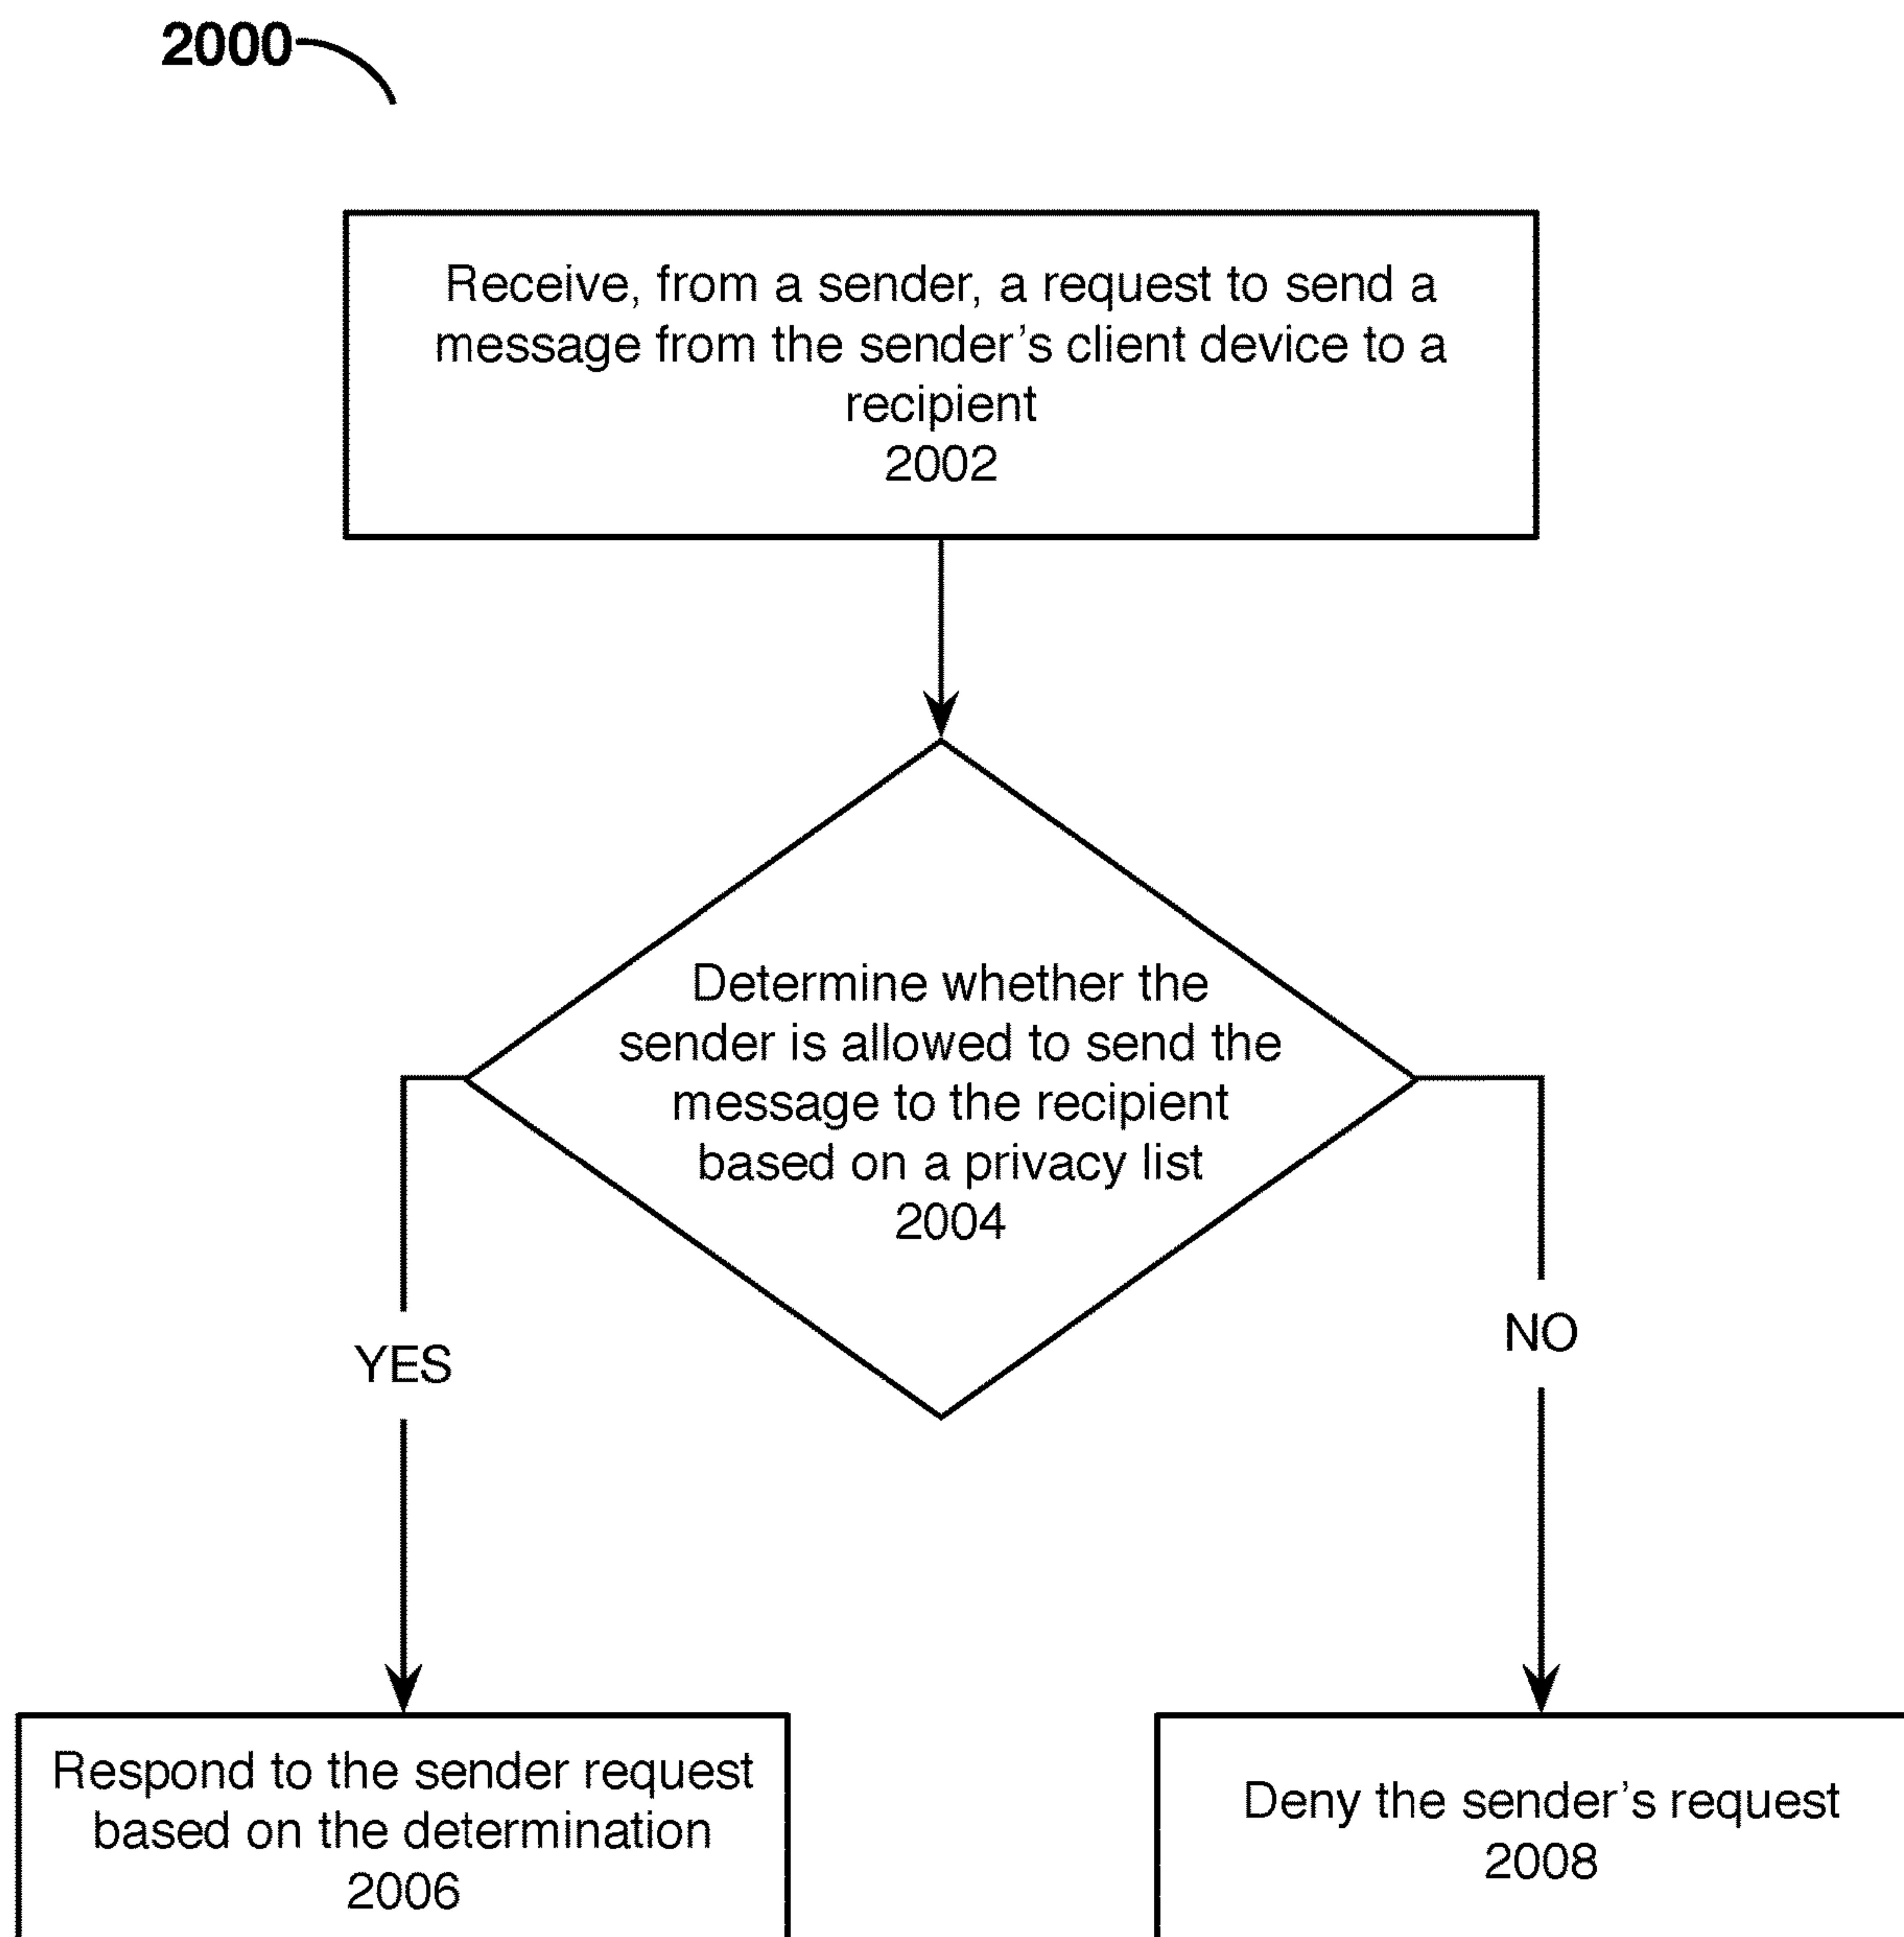 2000
Receive, from a sender, a request to send a
message from the sender's client device to a
recipient
2002
Determine whether the
sender is allowed to send the
message to the recipient
based on a privacy list
2004
YES
NO
Respond to the sender request
based on the determination
2006
Deny the sender's request
2008